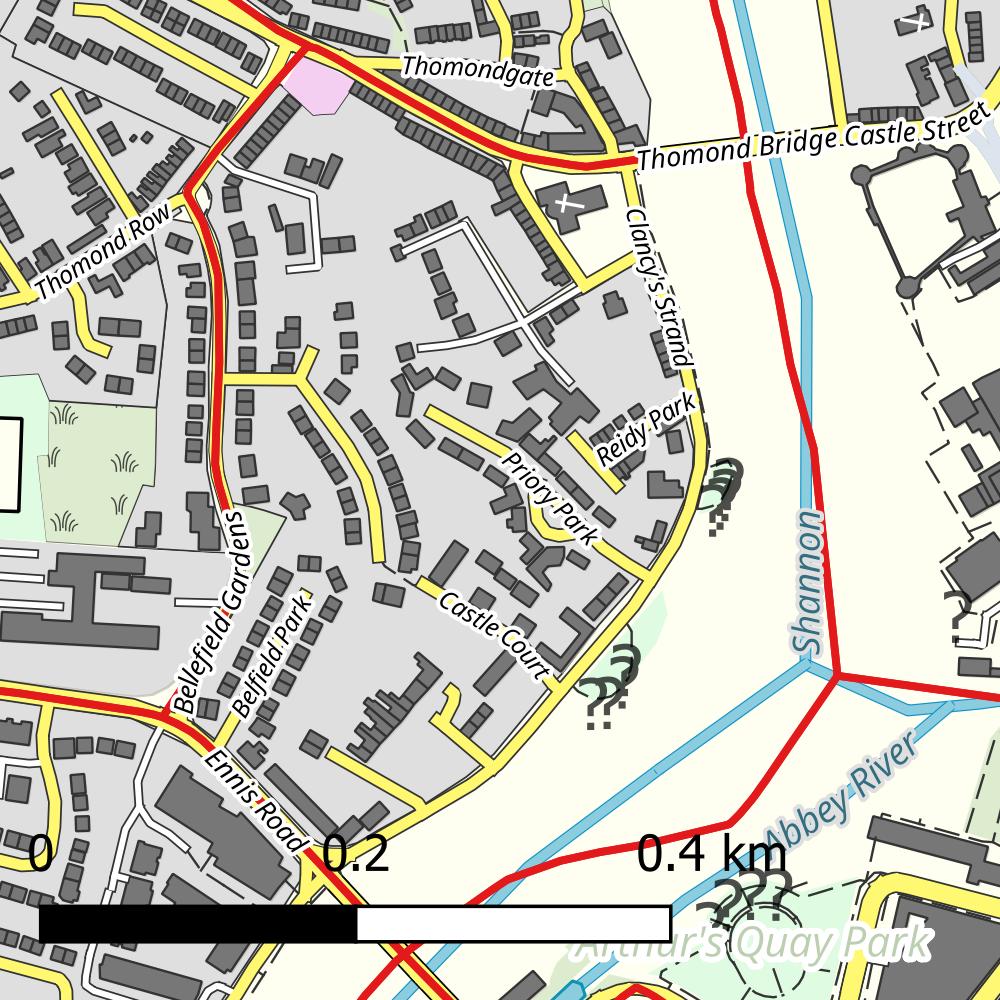 Thomondgate
Thomond Bridge Castle Street
Thomond Row
Clancy's Strand
Reidy Park
Priory Park
Shannon
Bellefield Gardens
Belfield Park
Castle Court
Ennis Road
Abbey River
0 0.2 0.4 km
Arthur's Quay Park